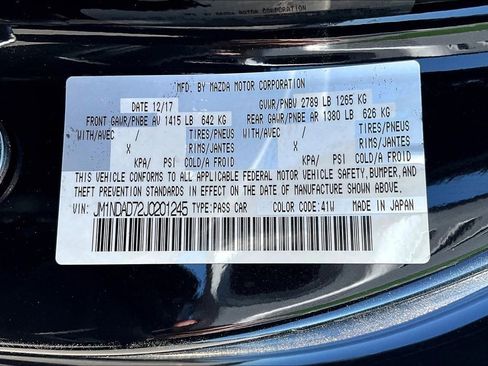 MFD. BY MAZDA MOTOR CORPORATION
DATE 12/17 GVWR/PNBV 2789 LB 1265 KG
FRONT GAWR/PNBE AV 1415 LB 642 KG REAR GAWR/PNBE AR 1380 LB 626 KG
WITH/AVEC / TIRES/PNEUS WITH/AVEC / TIRES/PNEUS
X RIMS/JANTES X RIMS/JANTES
KPA/ PSI COLD/A FROID KPA/ PSI COLD/A FROID
THIS VEHICLE CONFORMS TO ALL APPLICABLE FEDERAL MOTOR VEHICLE SAFETY, BUMPER, AND
THEFT PREVENTION STANDARDS IN EFFECT ON THE DATE OF MANUFACTURE SHOWN ABOVE.
VIN: JM1NDAD72J0201245 TYPE:PASS CAR COLOR CODE:41W MADE IN JAPAN